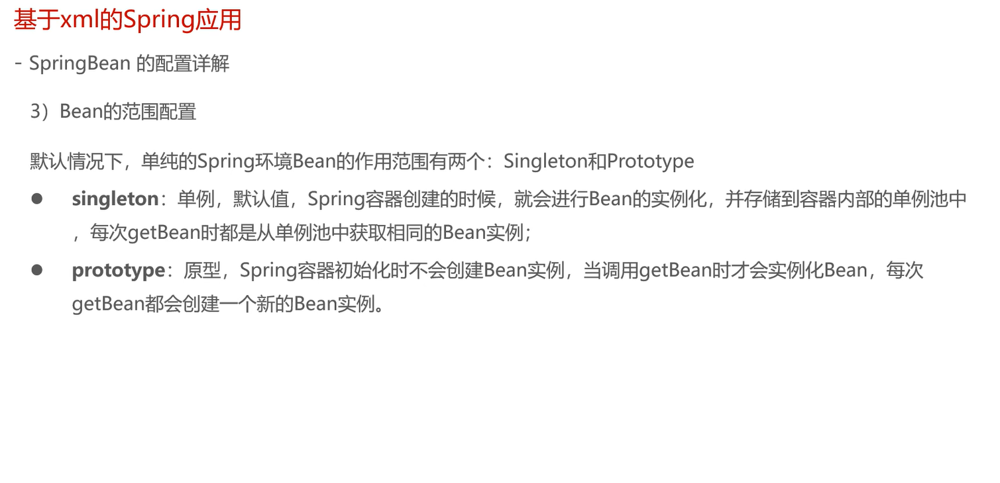 基于xml的Spring应用
- SpringBean 的配置详解
3）Bean的范围配置
默认情况下，单纯的Spring环境Bean的作用范围有两个：Singleton和Prototype
● singleton：单例，默认值，Spring容器创建的时候，就会进行Bean的实例化，并存储到容器内部的单例池中
，每次getBean时都是从单例池中获取相同的Bean实例；
● prototype：原型，Spring容器初始化时不会创建Bean实例，当调用getBean时才会实例化Bean，每次
getBean都会创建一个新的Bean实例。